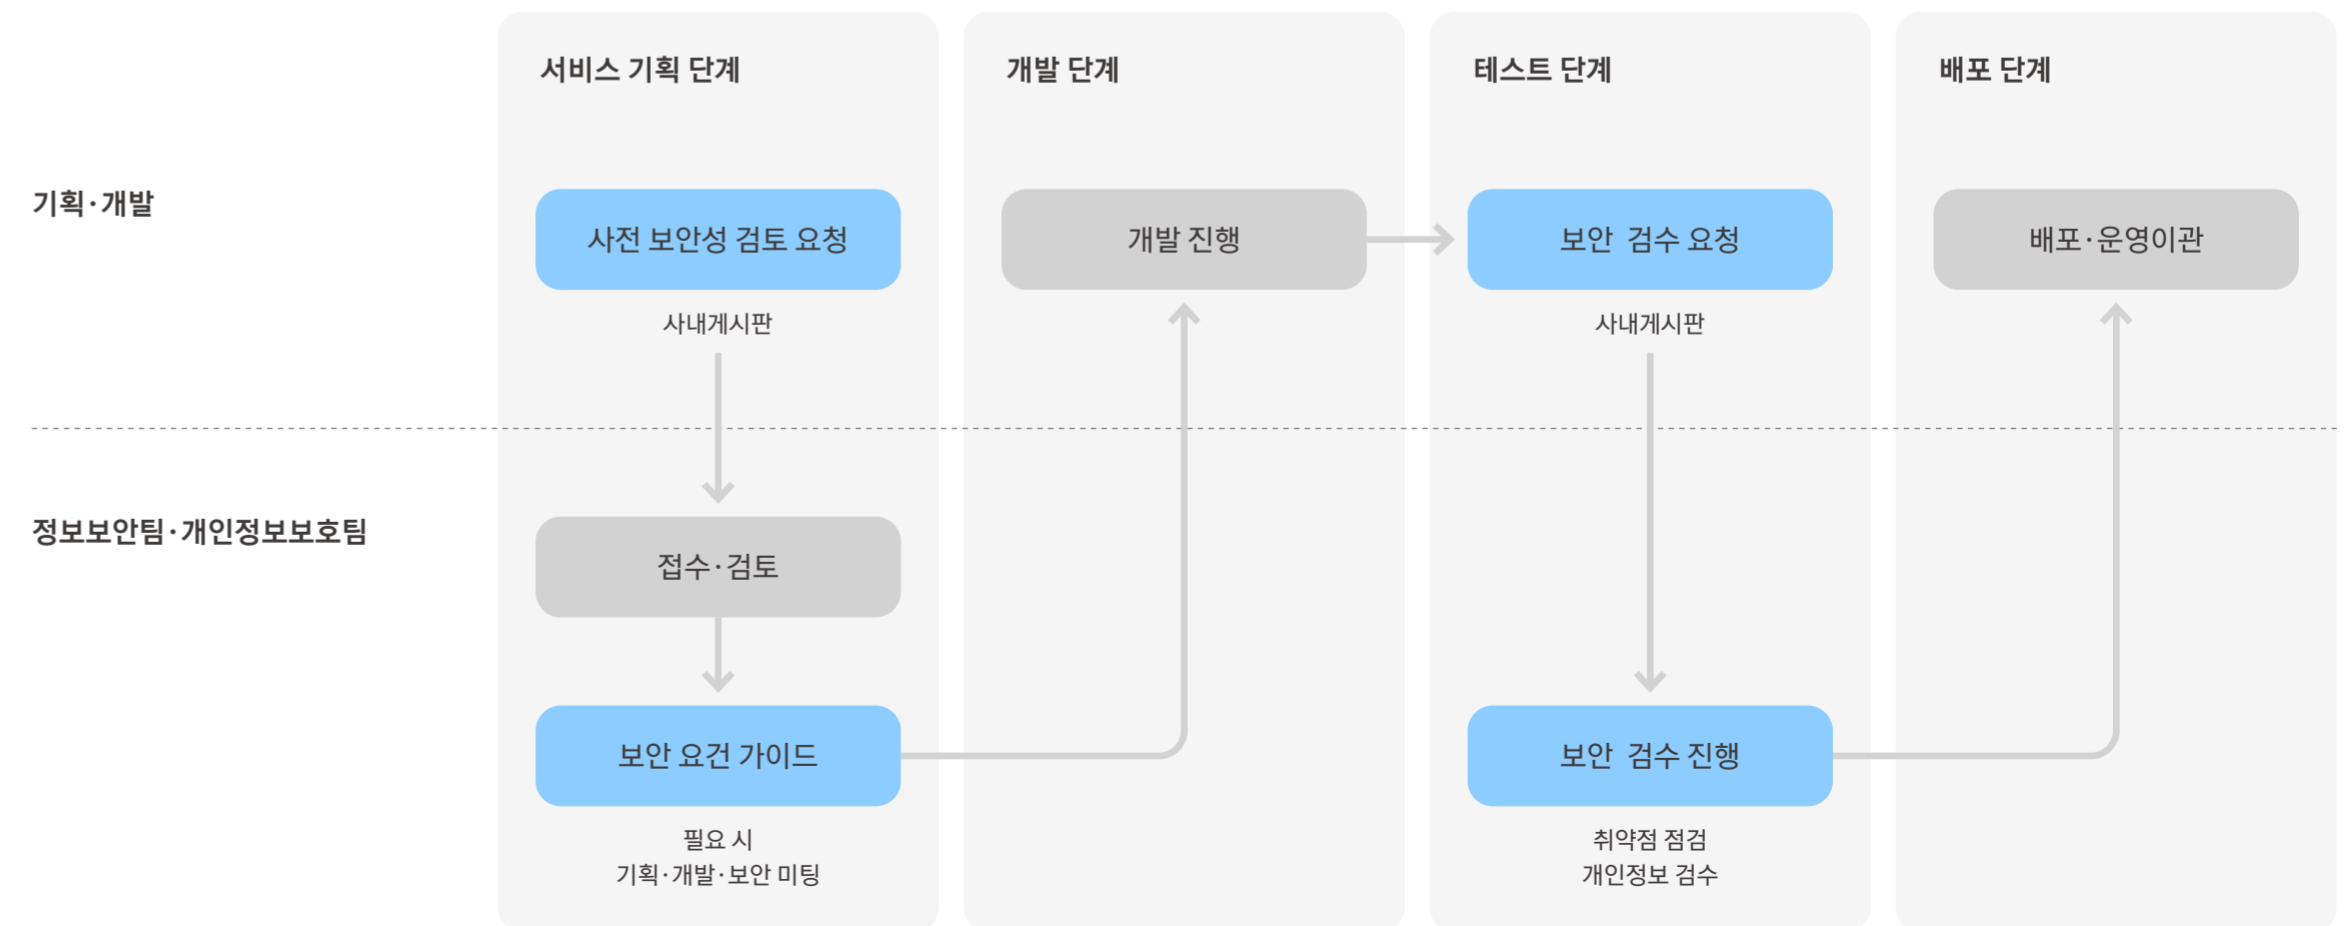 서비스 기획 단계
개발 단계
테스트 단계
배포 단계
기획·개발
사전 보안성 검토 요청
개발 진행
보안 검수 요청
배포·운영이관
사내게시판
사내게시판
정보보안팀·개인정보보호팀
접수·검토
보안 요건 가이드
보안 검수 진행
필요 시
기획·개발·보안 미팅
취약점 점검
개인정보 검수